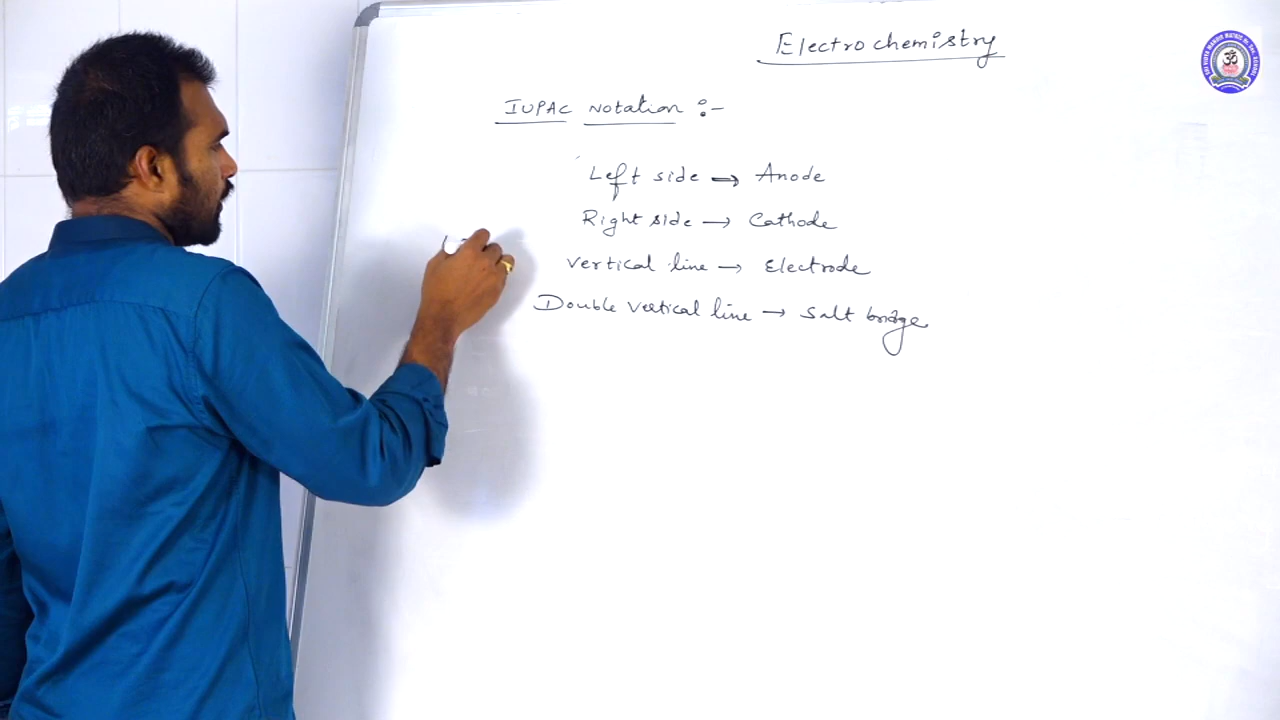 Electrochemistry
IUPAC Notation :-
Left side → Anode
Right side → Cathode
Vertical line → Electrode
Double vertical line → Salt bridge